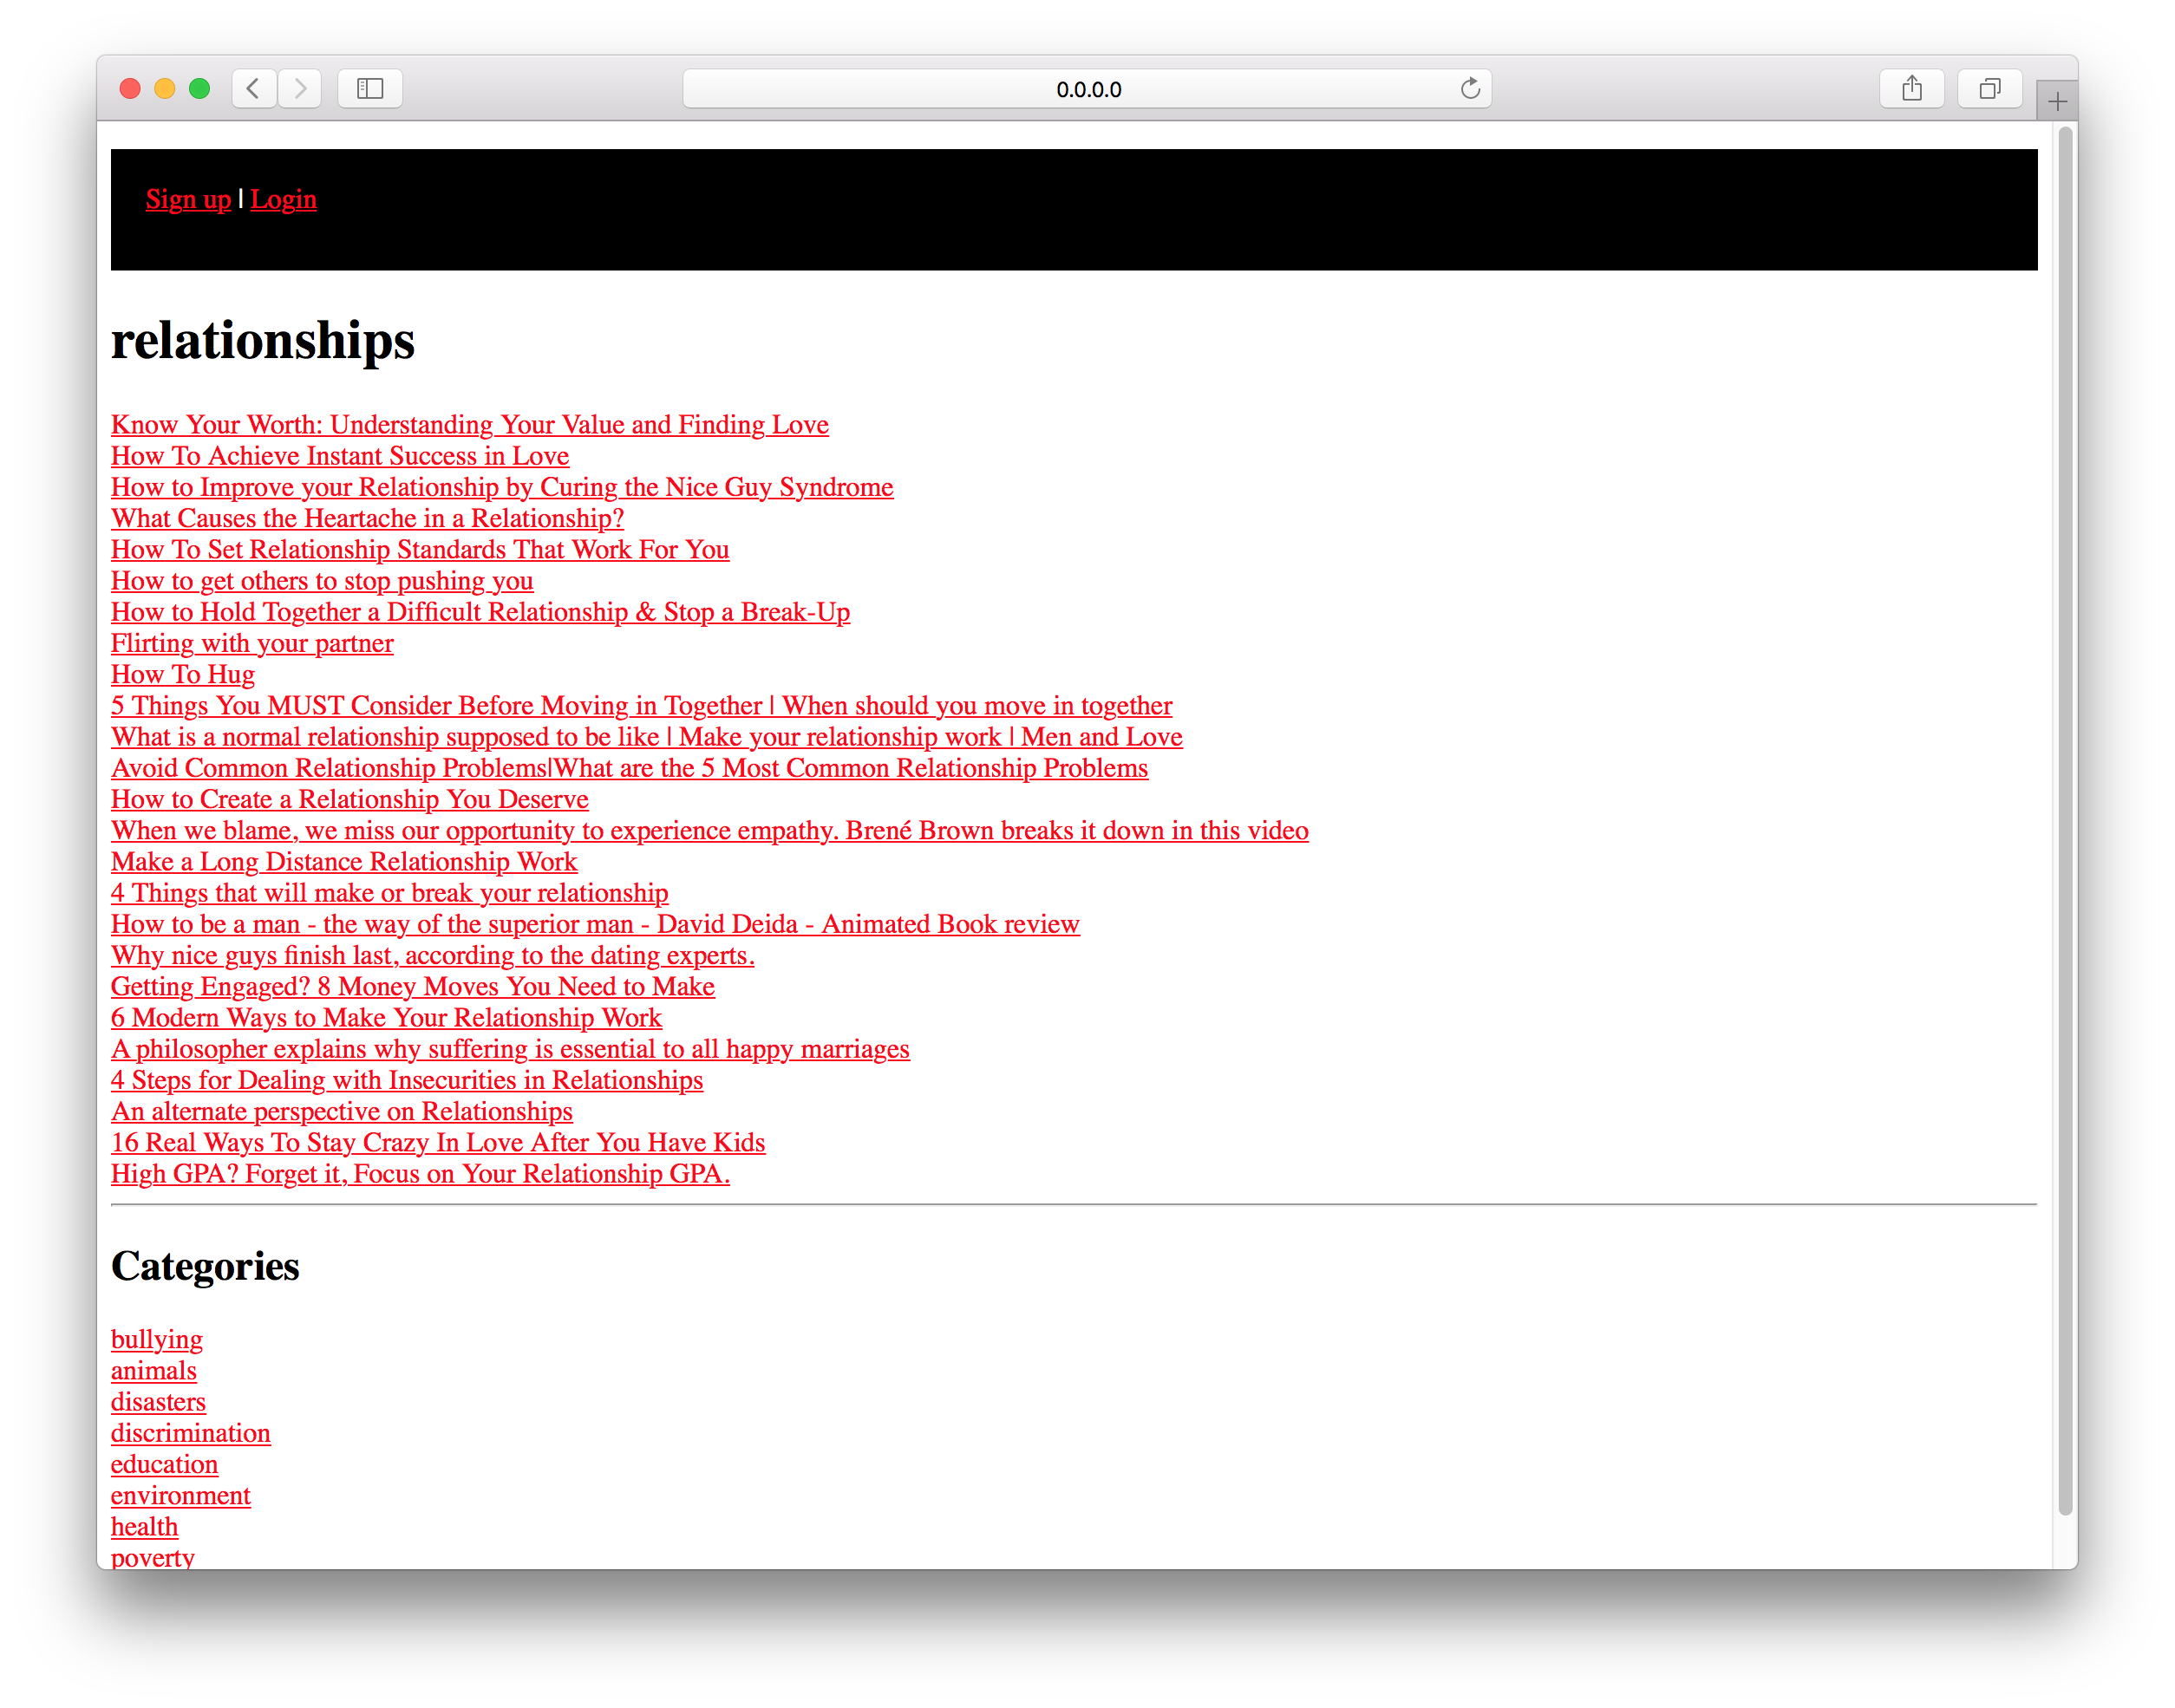 0.0.0.0
Sign up | Login
relationships
Know Your Worth: Understanding Your Value and Finding Love
How To Achieve Instant Success in Love
How to Improve your Relationship by Curing the Nice Guy Syndrome
What Causes the Heartache in a Relationship?
How To Set Relationship Standards That Work For You
How to get others to stop pushing you
How to Hold Together a Difficult Relationship & Stop a Break-Up
Flirting with your partner
How To Hug
5 Things You MUST Consider Before Moving in Together | When should you move in together
What is a normal relationship supposed to be like | Make your relationship work | Men and Love
Avoid Common Relationship Problems|What are the 5 Most Common Relationship Problems
How to Create a Relationship You Deserve
When we blame, we miss our opportunity to experience empathy. Brené Brown breaks it down in this video
Make a Long Distance Relationship Work
4 Things that will make or break your relationship
How to be a man - the way of the superior man - David Deida - Animated Book review
Why nice guys finish last, according to the dating experts.
Getting Engaged? 8 Money Moves You Need to Make
6 Modern Ways to Make Your Relationship Work
A philosopher explains why suffering is essential to all happy marriages
4 Steps for Dealing with Insecurities in Relationships
An alternate perspective on Relationships
16 Real Ways To Stay Crazy In Love After You Have Kids
High GPA? Forget it, Focus on Your Relationship GPA.
Categories
bullying
animals
disasters
discrimination
education
environment
health
poverty